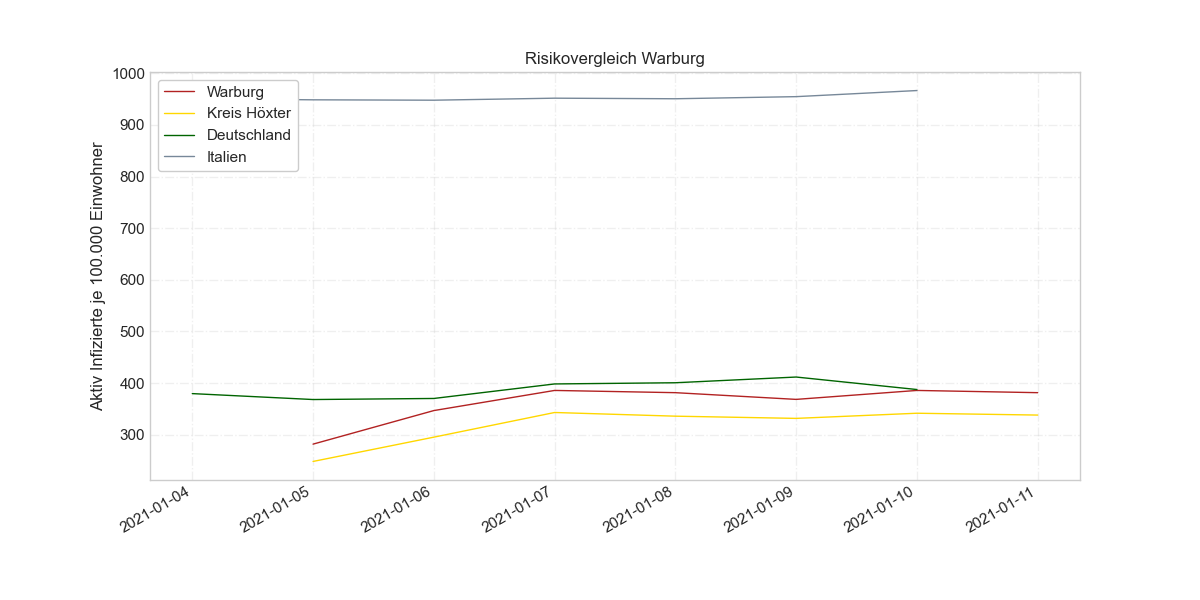 Risikovergleich Warburg
Aktiv Infizierte je 100.000 Einwohner
1000
900
800
700
600
500
400
300
Warburg
Kreis Höxter
Deutschland
Italien
2021-01-04
2021-01-05
2021-01-06
2021-01-07
2021-01-08
2021-01-09
2021-01-10
2021-01-11